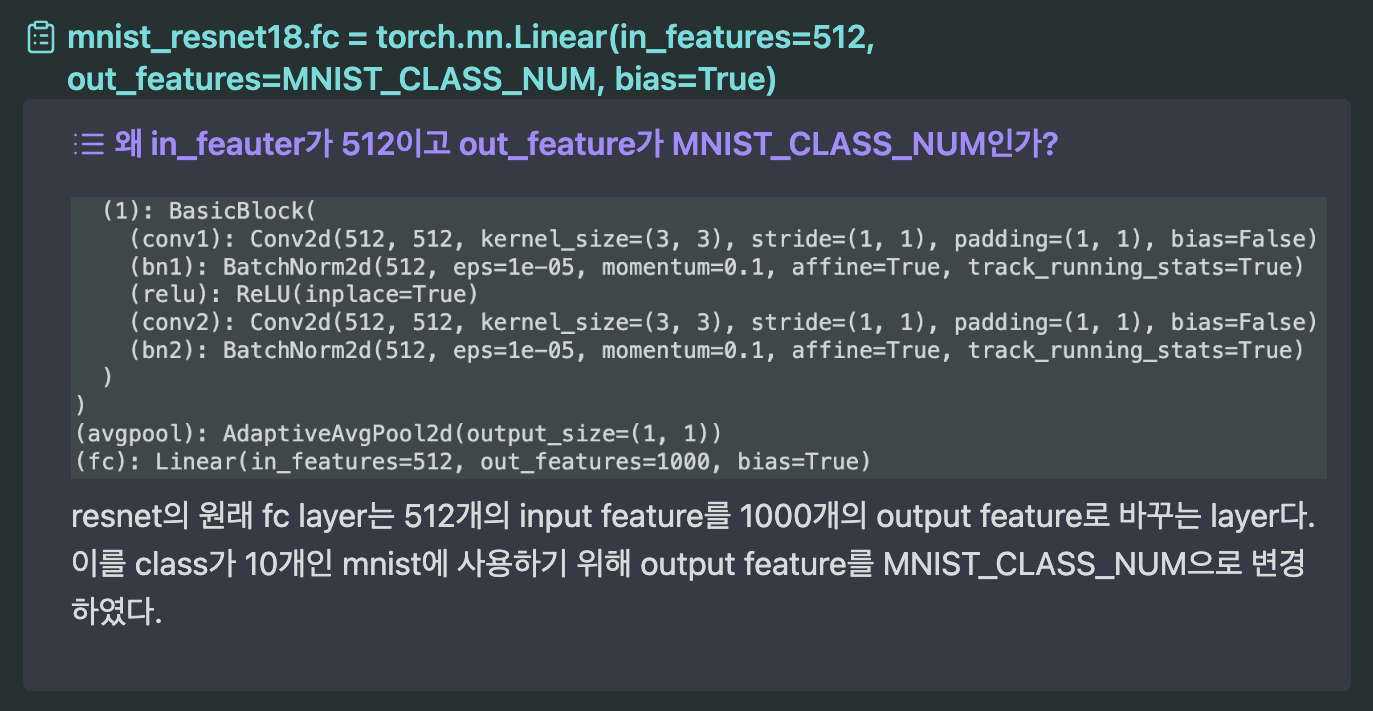 mnist_resnet18.fc = torch.nn.Linear(in_features=512,
out_features=MNIST_CLASS_NUM, bias=True)
왜 in_feauter가 512이고 out_feature가 MNIST_CLASS_NUM인가?
(1): BasicBlock(
(conv1): Conv2d(512, 512, kernel_size=(3, 3), stride=(1, 1), padding=(1, 1), bias=False)
(bn1): BatchNorm2d(512, eps=1e-05, momentum=0.1, affine=True, track_running_stats=True)
(relu): ReLU(inplace=True)
(conv2): Conv2d(512, 512, kernel_size=(3, 3), stride=(1, 1), padding=(1, 1), bias=False)
(bn2): BatchNorm2d(512, eps=1e-05, momentum=0.1, affine=True, track_running_stats=True)
)
)
(avgpool): AdaptiveAvgPool2d(output_size=(1, 1))
(fc): Linear(in_features=512, out_features=1000, bias=True)
resnet의 원래 fc layer는 512개의 input feature를 1000개의 output feature로 바꾸는 layer다.
이를 class가 10개인 mnist에 사용하기 위해 output feature를 MNIST_CLASS_NUM으로 변경
하였다.